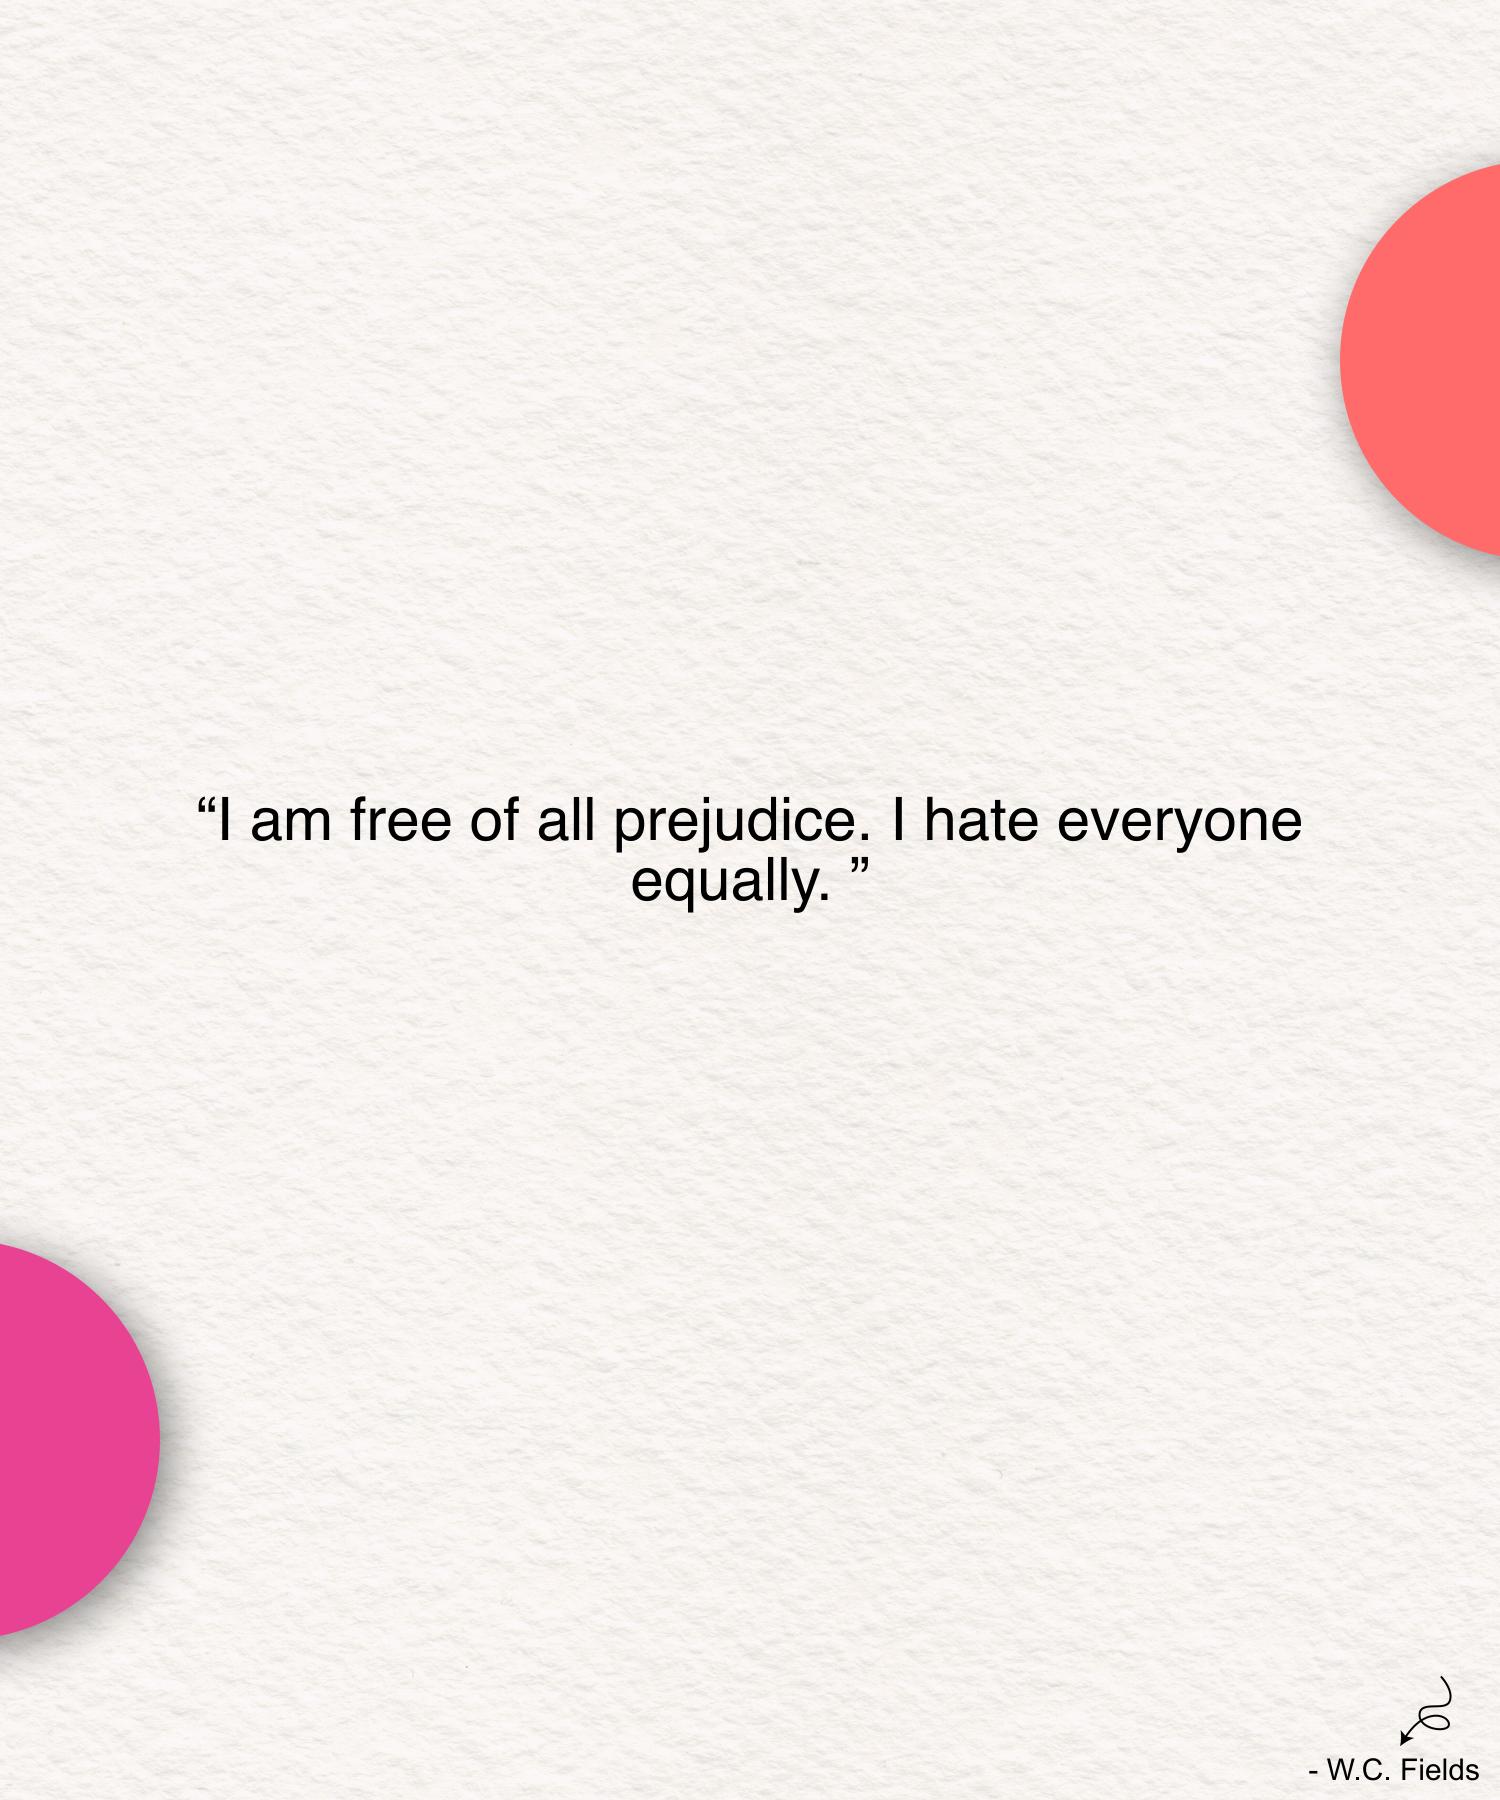 “I am free of all prejudice. I hate everyone
equally. ”
- W.C. Fields